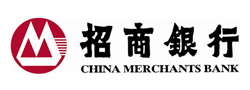 招商銀行
CHINA MERCHANTS BANK